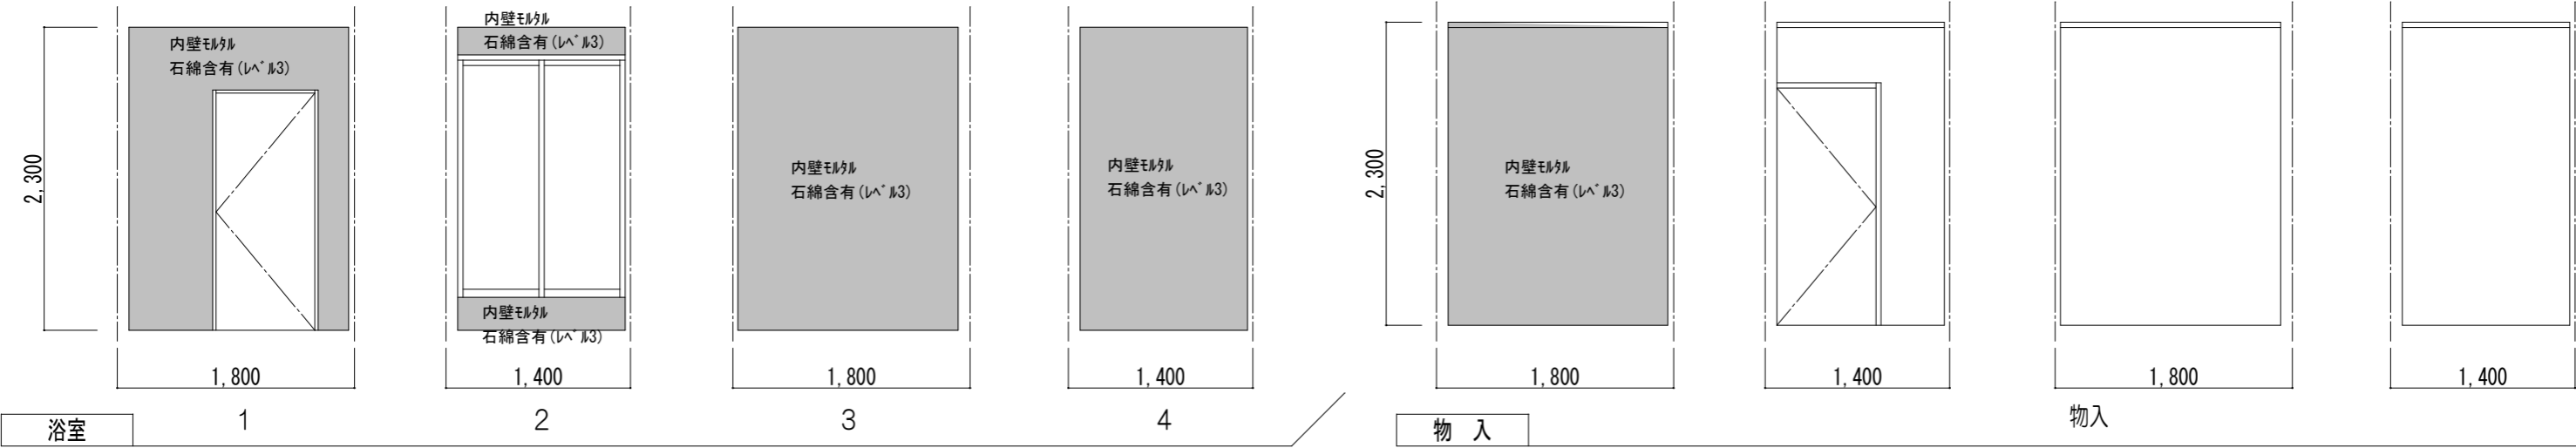 内壁ﾓﾙﾀﾙ
石綿含有(ﾚﾍﾞﾙ3)
内壁ﾓﾙﾀﾙ
石綿含有(ﾚﾍﾞﾙ3)
内壁ﾓﾙﾀﾙ
石綿含有(ﾚﾍﾞﾙ3)
内壁ﾓﾙﾀﾙ
石綿含有(ﾚﾍﾞﾙ3)
内壁ﾓﾙﾀﾙ
石綿含有(ﾚﾍﾞﾙ3)
2,300
1,800
1,400
1,800
1,400
1
2
3
4
浴室
内壁ﾓﾙﾀﾙ
石綿含有(ﾚﾍﾞﾙ3)
2,300
1,800
1,400
1,800
1,400
物入
物　入